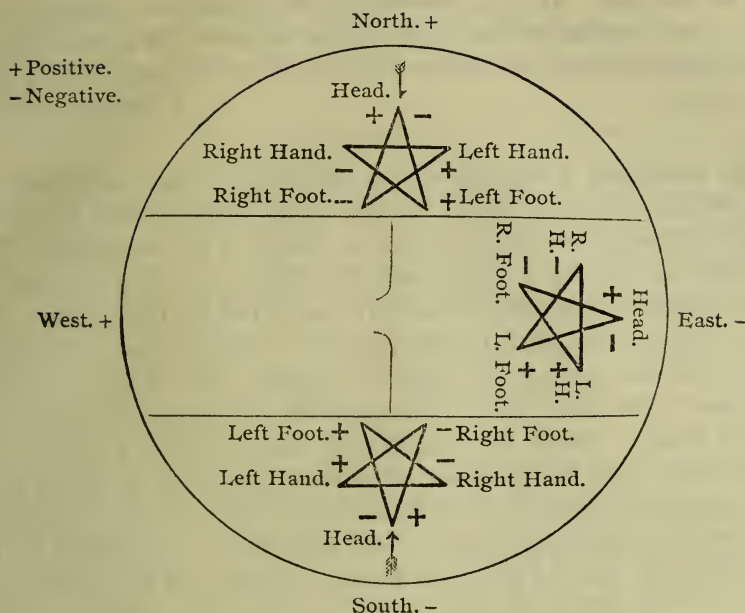 North. +
+ Positive.
- Negative.
Head.
+ -
Right Hand. Left Hand.
- +
Right Foot. - + Left Foot.
R. H. -
R. Foot. -
+ Head. -
L. Foot. +
L. H. +
West. + East. -
Left Foot. + - Right Foot.
+ -
Left Hand. Right Hand.
- +
Head.
South. -